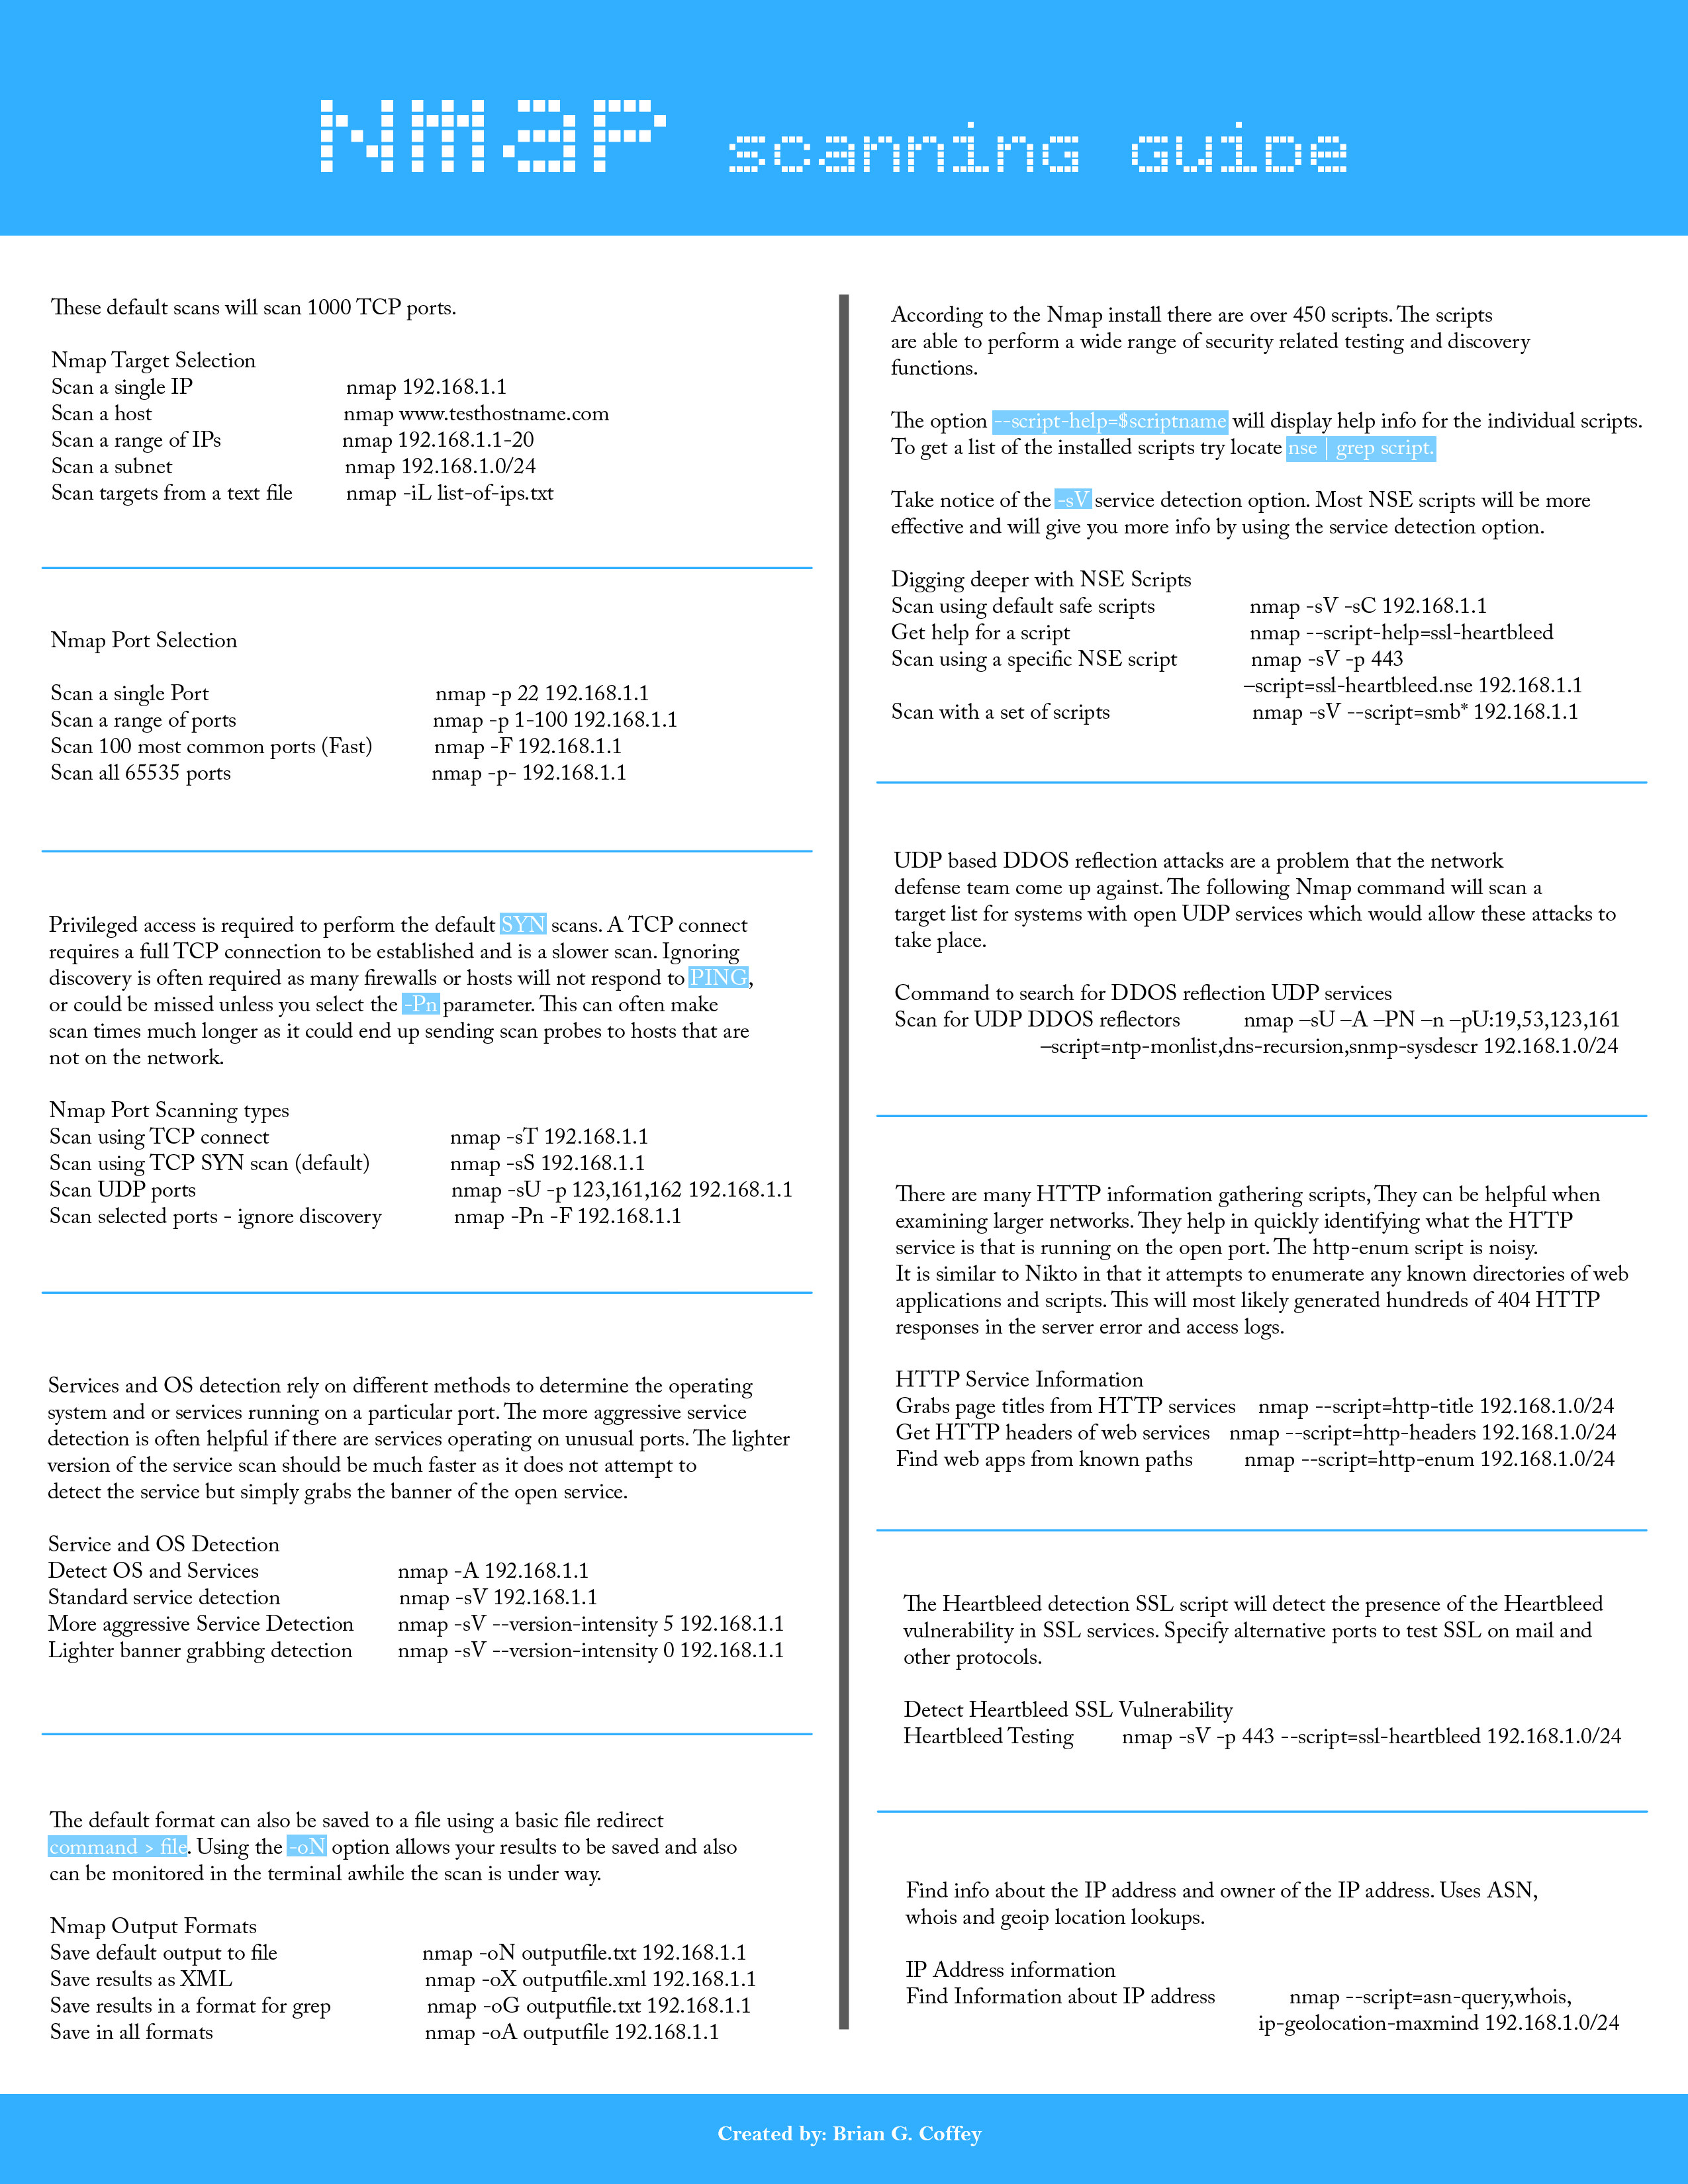 Nmap scanning guide
These default scans will scan 1000 TCP ports.
Nmap Target Selection
Scan a single IP nmap 192.168.1.1
Scan a host nmap www.testhostname.com
Scan a range of IPs nmap 192.168.1.1-20
Scan a subnet nmap 192.168.1.0/24
Scan targets from a text file nmap -iL list-of-ips.txt
Nmap Port Selection
Scan a single Port nmap -p 22 192.168.1.1
Scan a range of ports nmap -p 1-100 192.168.1.1
Scan 100 most common ports (Fast) nmap -F 192.168.1.1
Scan all 65535 ports nmap -p- 192.168.1.1
Privileged access is required to perform the default SYN scans. A TCP connect
requires a full TCP connection to be established and is a slower scan. Ignoring
discovery is often required as many firewalls or hosts will not respond to PING,
or could be missed unless you select the -Pn parameter. This can often make
scan times much longer as it could end up sending scan probes to hosts that are
not on the network.
Nmap Port Scanning types
Scan using TCP connect nmap -sT 192.168.1.1
Scan using TCP SYN scan (default) nmap -sS 192.168.1.1
Scan UDP ports nmap -sU -p 123,161,162 192.168.1.1
Scan selected ports - ignore discovery nmap -Pn -F 192.168.1.1
Services and OS detection rely on different methods to determine the operating
system and or services running on a particular port. The more aggressive service
detection is often helpful if there are services operating on unusual ports. The lighter
version of the service scan should be much faster as it does not attempt to
detect the service but simply grabs the banner of the open service.
Service and OS Detection
Detect OS and Services nmap -A 192.168.1.1
Standard service detection nmap -sV 192.168.1.1
More aggressive Service Detection nmap -sV --version-intensity 5 192.168.1.1
Lighter banner grabbing detection nmap -sV --version-intensity 0 192.168.1.1
The default format can also be saved to a file using a basic file redirect
command > file. Using the -oN option allows your results to be saved and also
can be monitored in the terminal awhile the scan is under way.
Nmap Output Formats
Save default output to file nmap -oN outputfile.txt 192.168.1.1
Save results as XML nmap -oX outputfile.xml 192.168.1.1
Save results in a format for grep nmap -oG outputfile.txt 192.168.1.1
Save in all formats nmap -oA outputfile 192.168.1.1
According to the Nmap install there are over 450 scripts. The scripts
are able to perform a wide range of security related testing and discovery
functions.
The option --script-help=$scriptname will display help info for the individual scripts.
To get a list of the installed scripts try locate nse | grep script.
Take notice of the -sV service detection option. Most NSE scripts will be more
effective and will give you more info by using the service detection option.
Digging deeper with NSE Scripts
Scan using default safe scripts nmap -sV -sC 192.168.1.1
Get help for a script nmap --script-help=ssl-heartbleed
Scan using a specific NSE script nmap -sV -p 443
–script=ssl-heartbleed.nse 192.168.1.1
Scan with a set of scripts nmap -sV --script=smb* 192.168.1.1
UDP based DDOS reflection attacks are a problem that the network
defense team come up against. The following Nmap command will scan a
target list for systems with open UDP services which would allow these attacks to
take place.
Command to search for DDOS reflection UDP services
Scan for UDP DDOS reflectors nmap –sU –A –PN –n –pU:19,53,123,161
–script=ntp-monlist,dns-recursion,snmp-sysdescr 192.168.1.0/24
There are many HTTP information gathering scripts, They can be helpful when
examining larger networks. They help in quickly identifying what the HTTP
service is that is running on the open port. The http-enum script is noisy.
It is similar to Nikto in that it attempts to enumerate any known directories of web
applications and scripts. This will most likely generated hundreds of 404 HTTP
responses in the server error and access logs.
HTTP Service Information
Grabs page titles from HTTP services nmap --script=http-title 192.168.1.0/24
Get HTTP headers of web services nmap --script=http-headers 192.168.1.0/24
Find web apps from known paths nmap --script=http-enum 192.168.1.0/24
The Heartbleed detection SSL script will detect the presence of the Heartbleed
vulnerability in SSL services. Specify alternative ports to test SSL on mail and
other protocols.
Detect Heartbleed SSL Vulnerability
Heartbleed Testing nmap -sV -p 443 --script=ssl-heartbleed 192.168.1.0/24
Find info about the IP address and owner of the IP address. Uses ASN,
whois and geoip location lookups.
IP Address information
Find Information about IP address nmap --script=asn-query,whois,
ip-geolocation-maxmind 192.168.1.0/24
Created by: Brian G. Coffey